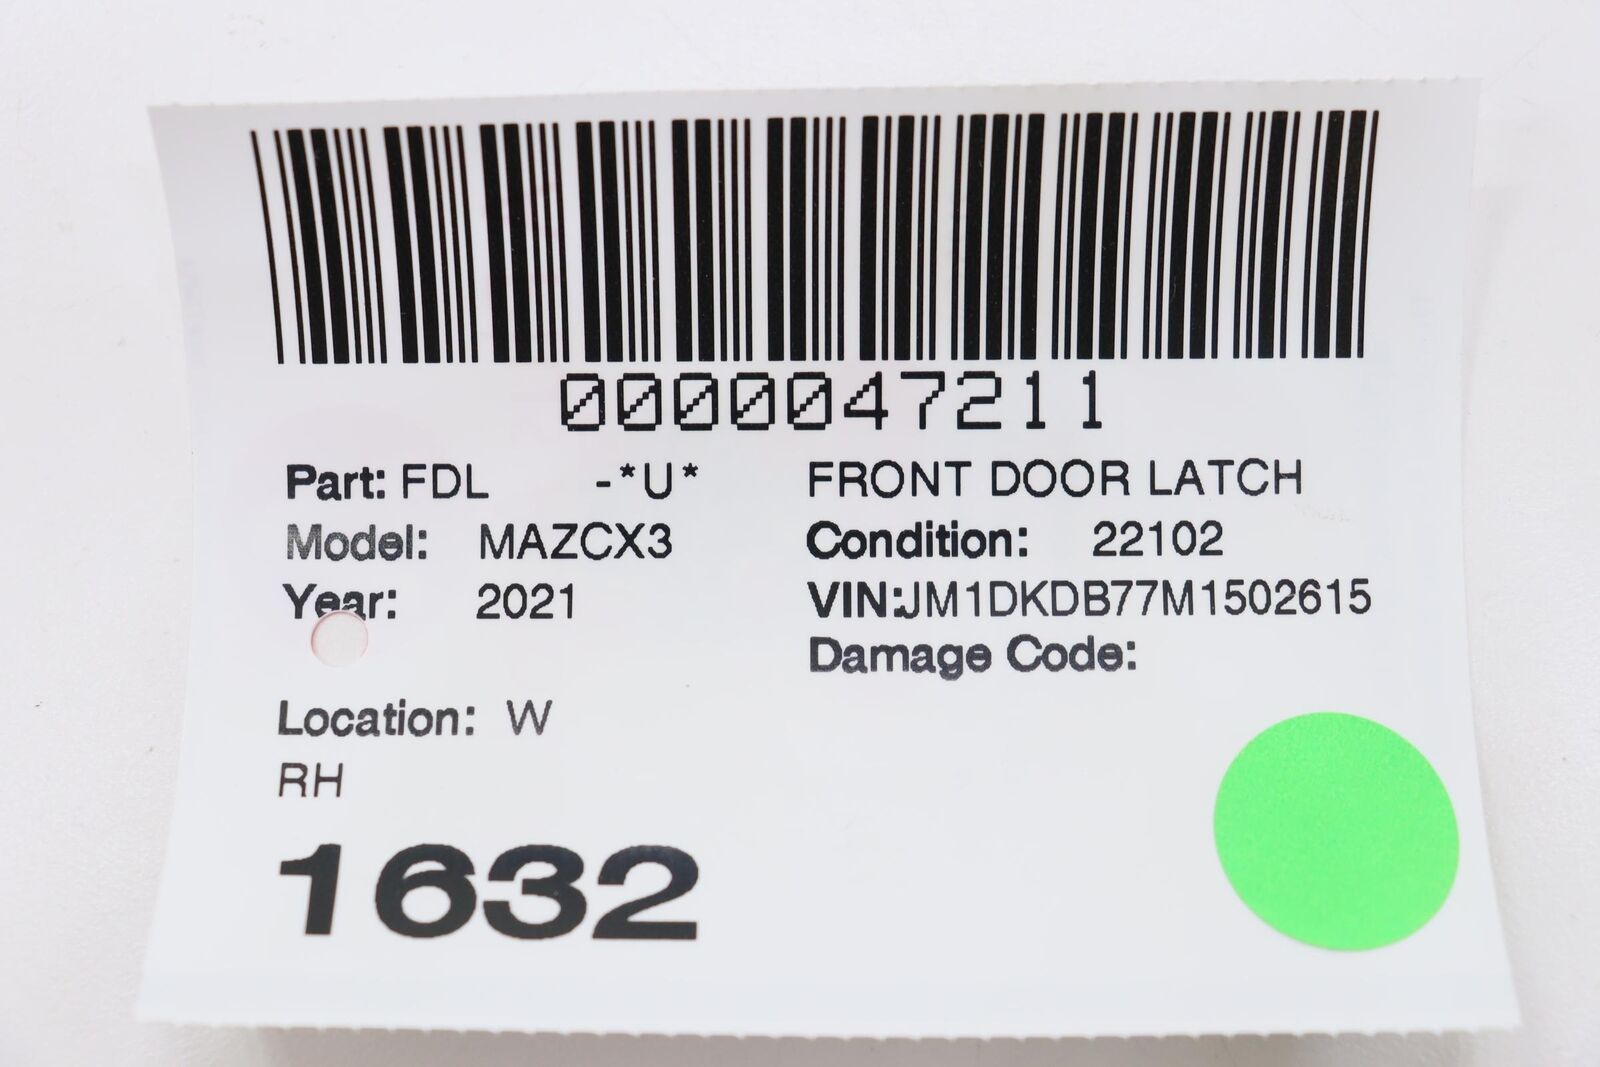 0000047211
Part: FDL -*U* FRONT DOOR LATCH
Model: MAZCX3 Condition: 22102
Year: 2021 VIN:JM1DKDB77M1502615
Damage Code:
Location: W
RH
1632